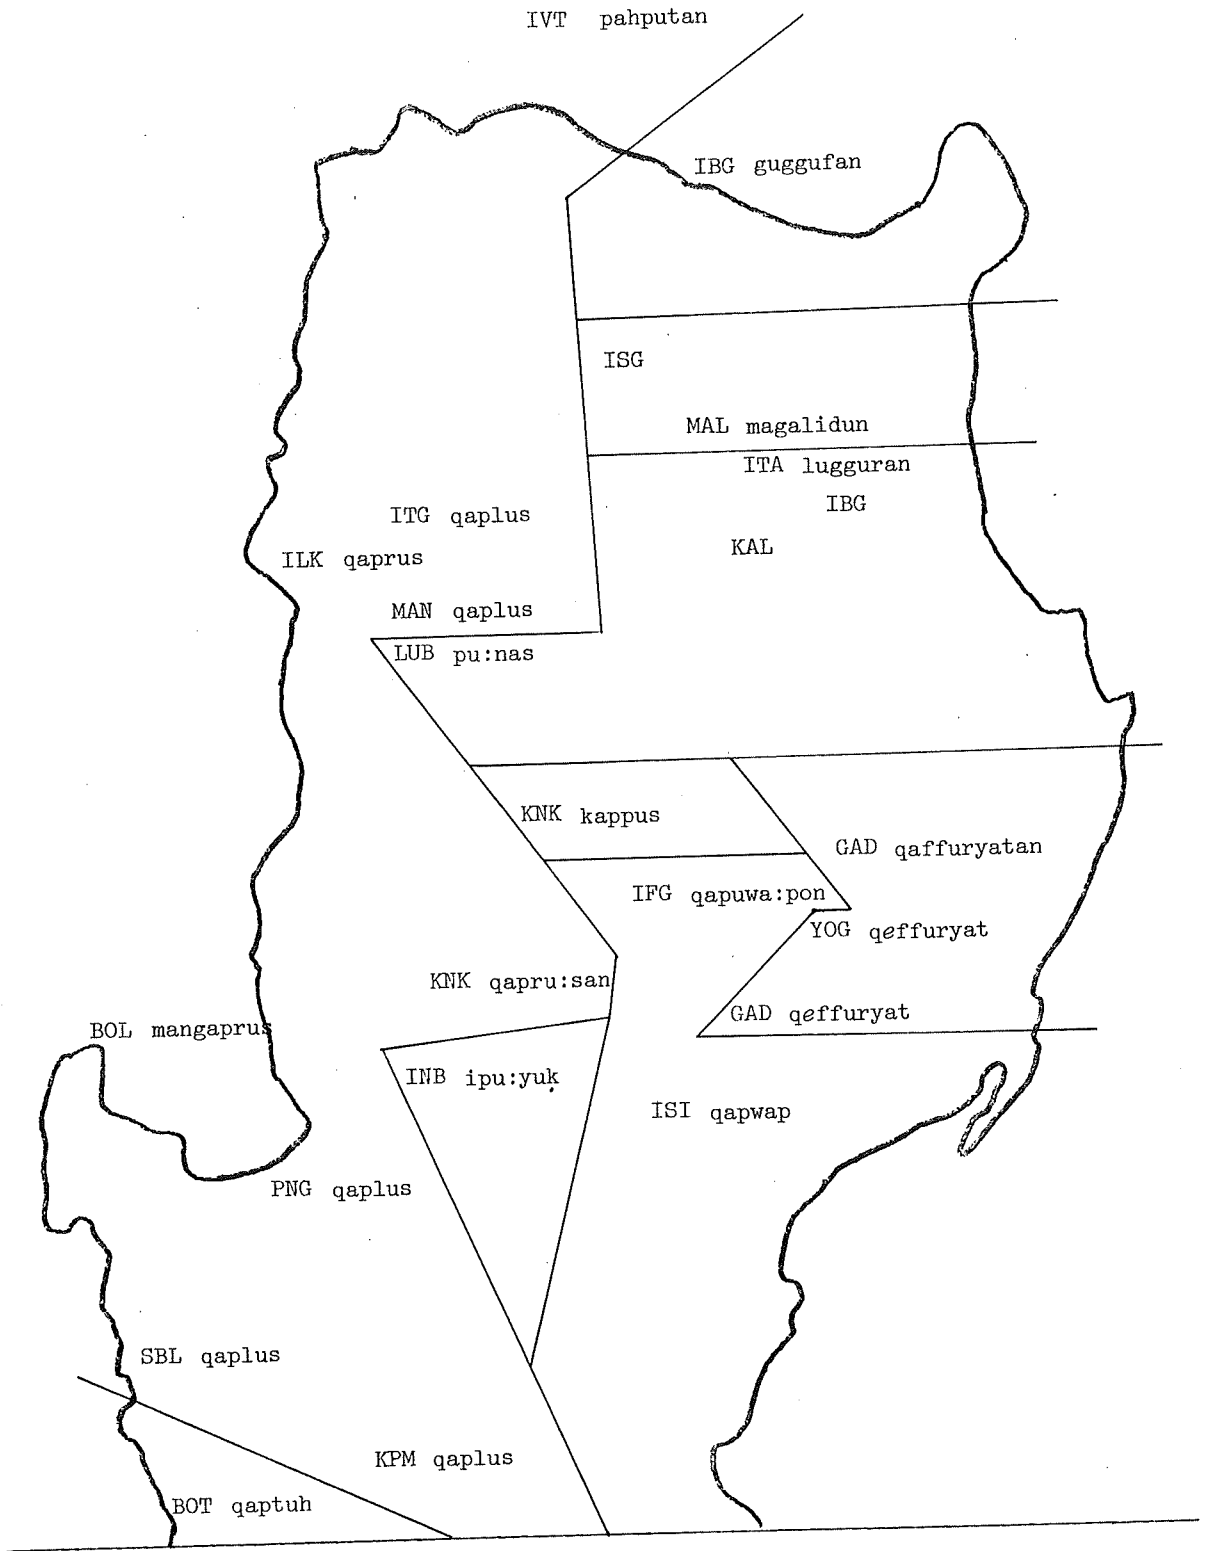 IVT pahputan
IBG guggufan
ISG
MAL magalidun
ITA lugguran
IBG
ITG qaplus
KAL
ILK qaprus
MAN qaplus
LUB pu:nas
KNK kappus
GAD qaffuryatan
IFG qapuwa:pon
YOG qeffuryat
KNK qapru:san
GAD qeffuryat
BOL mangaprus
INB ipu:yuḳ
ISI qapwap
PNG qaplus
SBL qaplus
KPM qaplus
BOT qaptuh